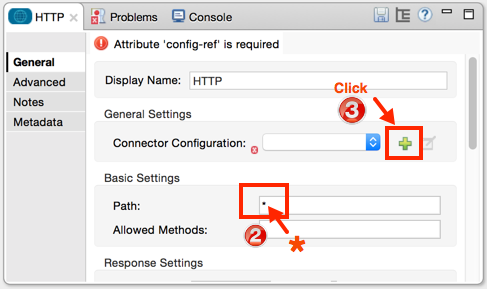 HTTP Problems Console
Attribute 'config-ref' is required
General
Advanced
Notes
Metadata
Display Name: HTTP
General Settings
Click
3
Connector Configuration:
Basic Settings
Path: *
2
*
Allowed Methods:
Response Settings